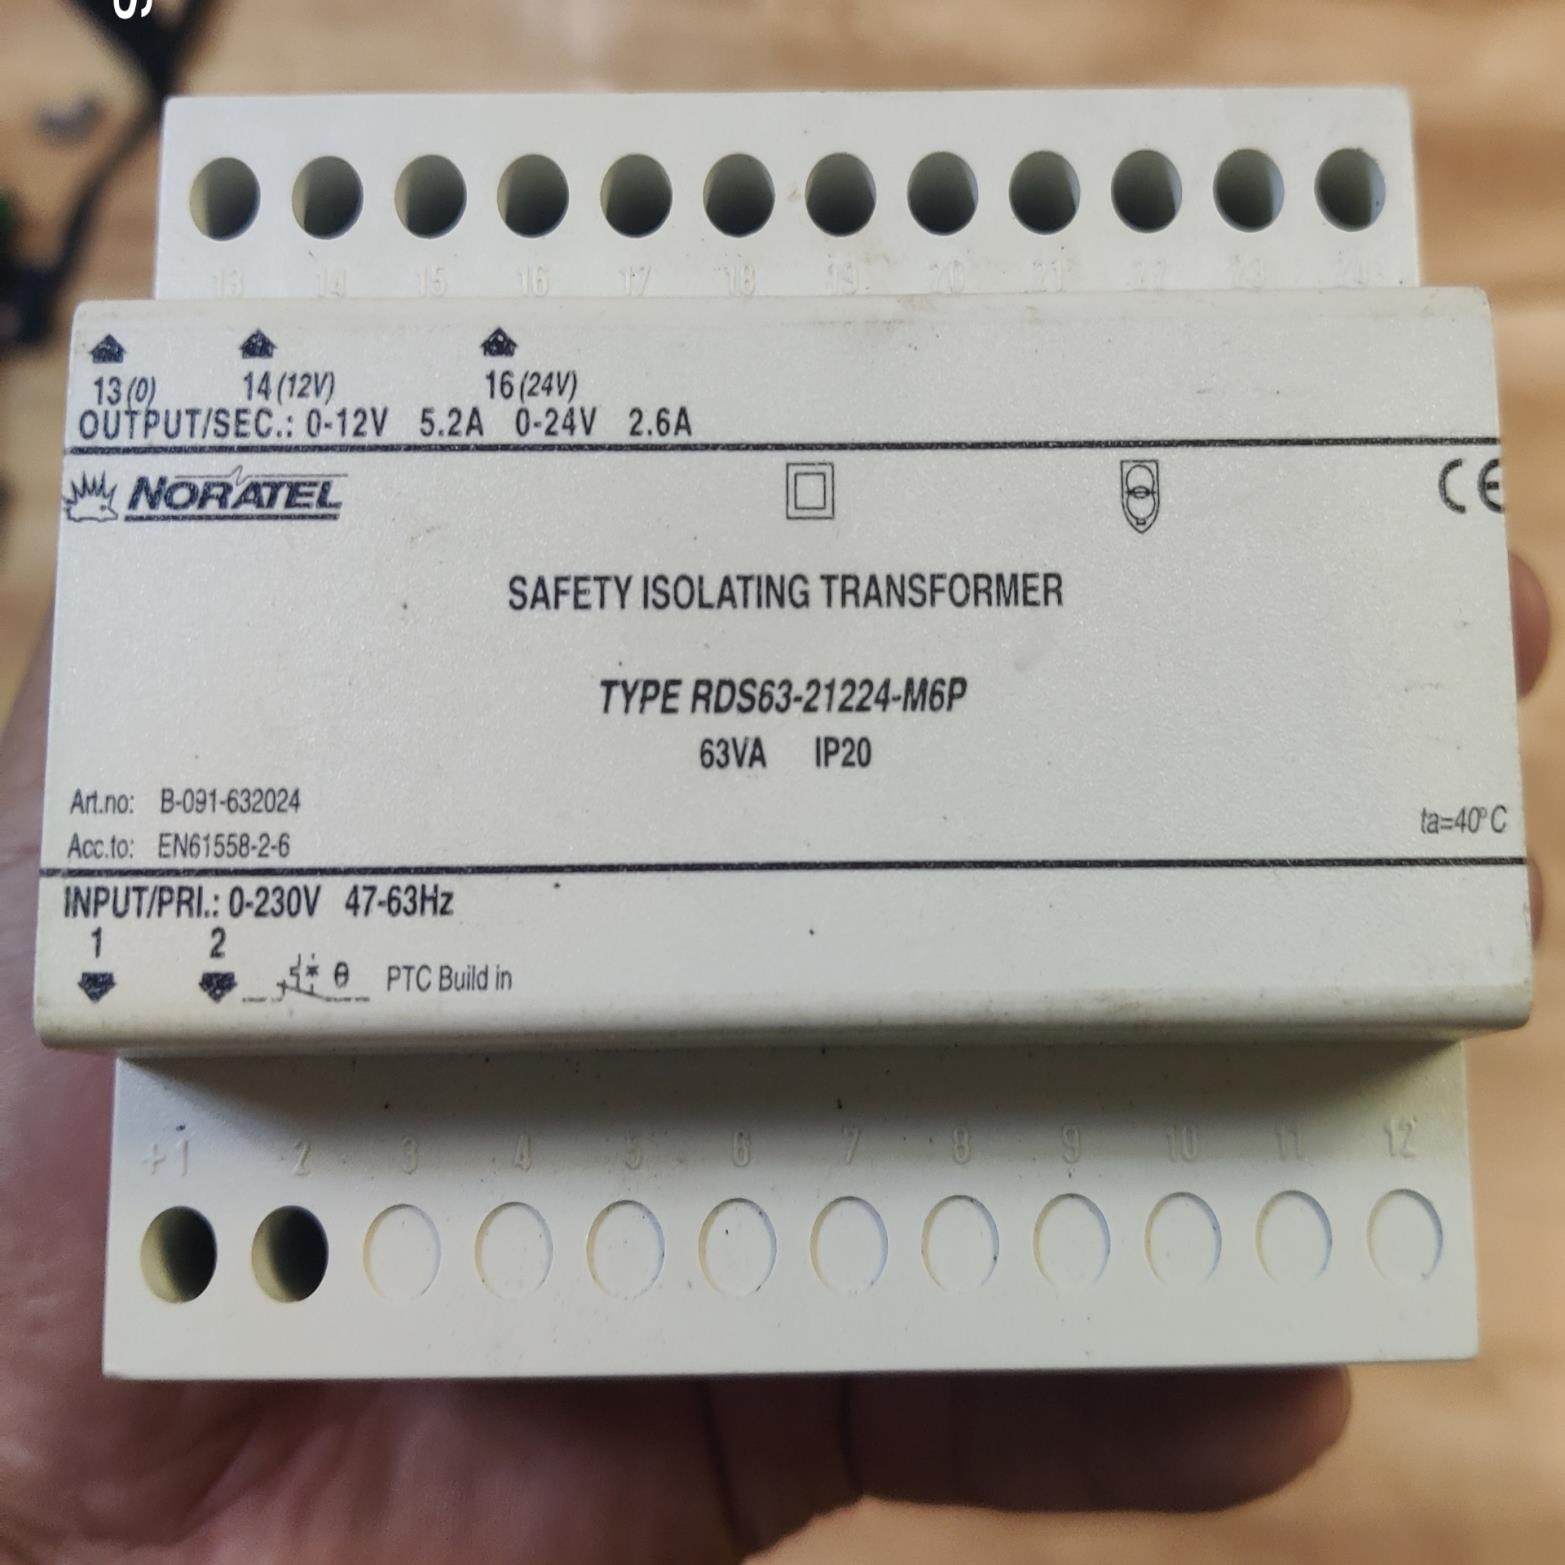 S
13 14 15 16 17 18 19 20 21 22 23 24
13(0) 14(12V) 16(24V)
OUTPUT/SEC.: 0-12V 5.2A 0-24V 2.6A
NORATEL CE
SAFETY ISOLATING TRANSFORMER
TYPE RDS63-21224-M6P
63VA IP20
Art.no: B-091-632024
ta=40°C
Acc.to: EN61558-2-6
INPUT/PRI.: 0-230V 47-63Hz
1 2
θ PTC Build in
+1 2 3 4 5 6 7 8 9 10 11 12